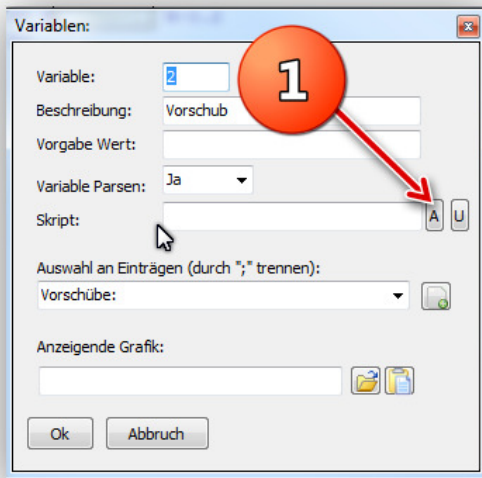 Variablen:
Variable: 2
1
Beschreibung: Vorschub
Vorgabe Wert:
Variable Parsen: Ja
Skript: A U
Auswahl an Einträgen (durch ";" trennen):
Vorschübe:
Anzeigende Grafik:
Ok Abbruch